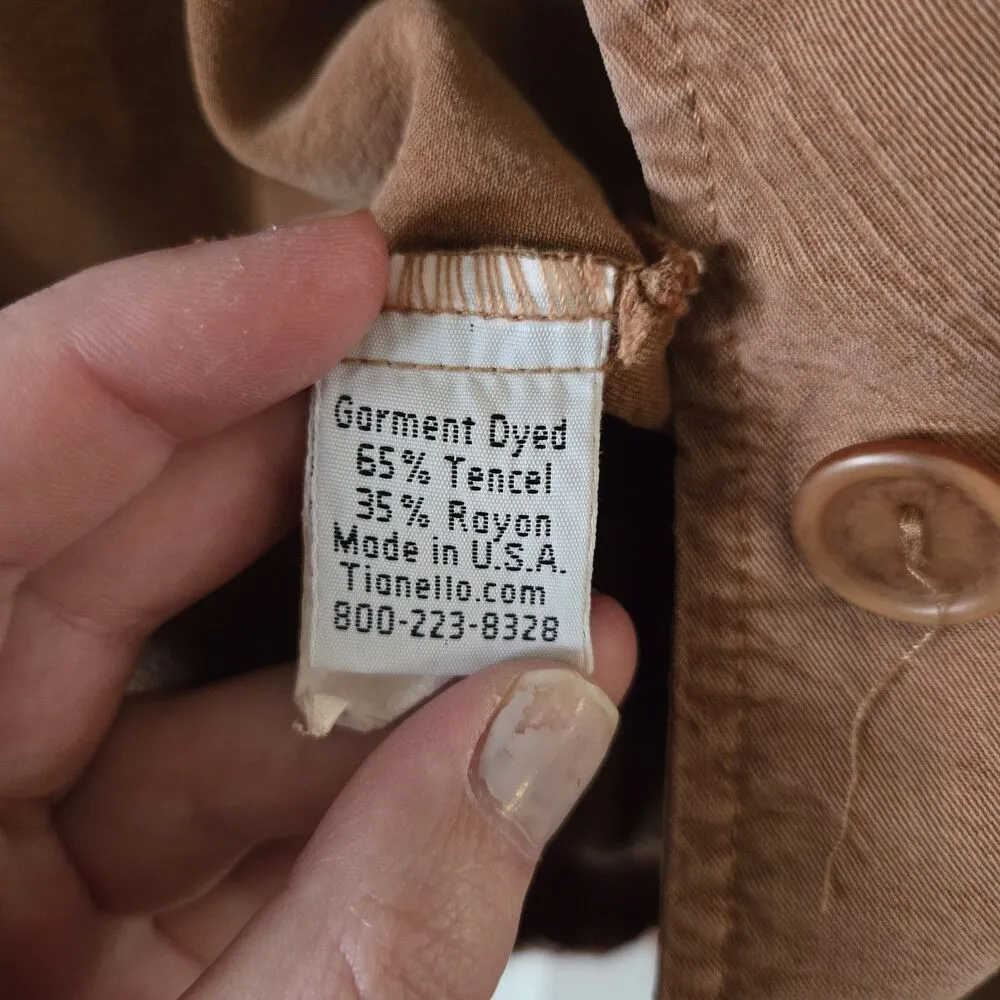 Garment Dyed
65% Tencel
35% Rayon
Made in U.S.A.
Tianello.com
800-223-8328